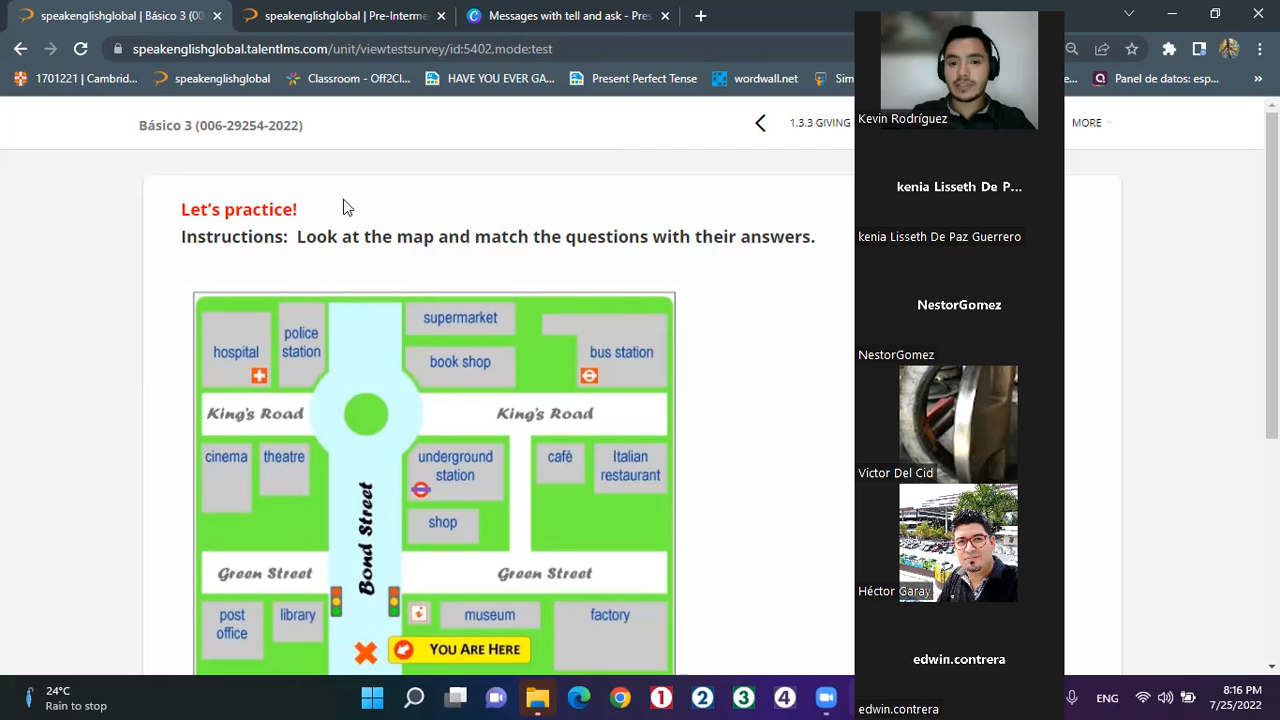 speakenglishglobal | Básico 3 (
speakenglishglobal | Pre-Interme
Messages with tell and ask - Pres
speakenglishglobal.talentlms.com/unit/viewtestsurvey/id:5402,mode:test
1701221 | Cambrid...
speakenglishglobal
Classroom - Off2Cl...
HAVE YOU EVER GA...
Present Perfect Tense
wordwall.net
Sim
e...
Panel de datos: esp...
»
Básico 3 (006-29254-2022)
1.3.3 GIVING
MORE
Let's practice!
Instructions: Look at the map and match the questions with their answers.
hospital
police
station
supermarket
book shop
bus station
King's Road
King's Road
cinema
theatre
underground
station
café
Italian
restaurant
shop
Bond Street
Green Street
Green Street
post
office
library
museum
factory
YOU ARE HERE
Kevin Rodríguez
kenia Lisseth De P...
kenia Lisseth De Paz Guerrero
NestorGomez
NestorGomez
Victor Del Cid
Héctor Garay
edwin.contrera
edwin.contrera
24°C
Rain to stop
1
2
3
4
ENG
8:16 PM
7/25/2022